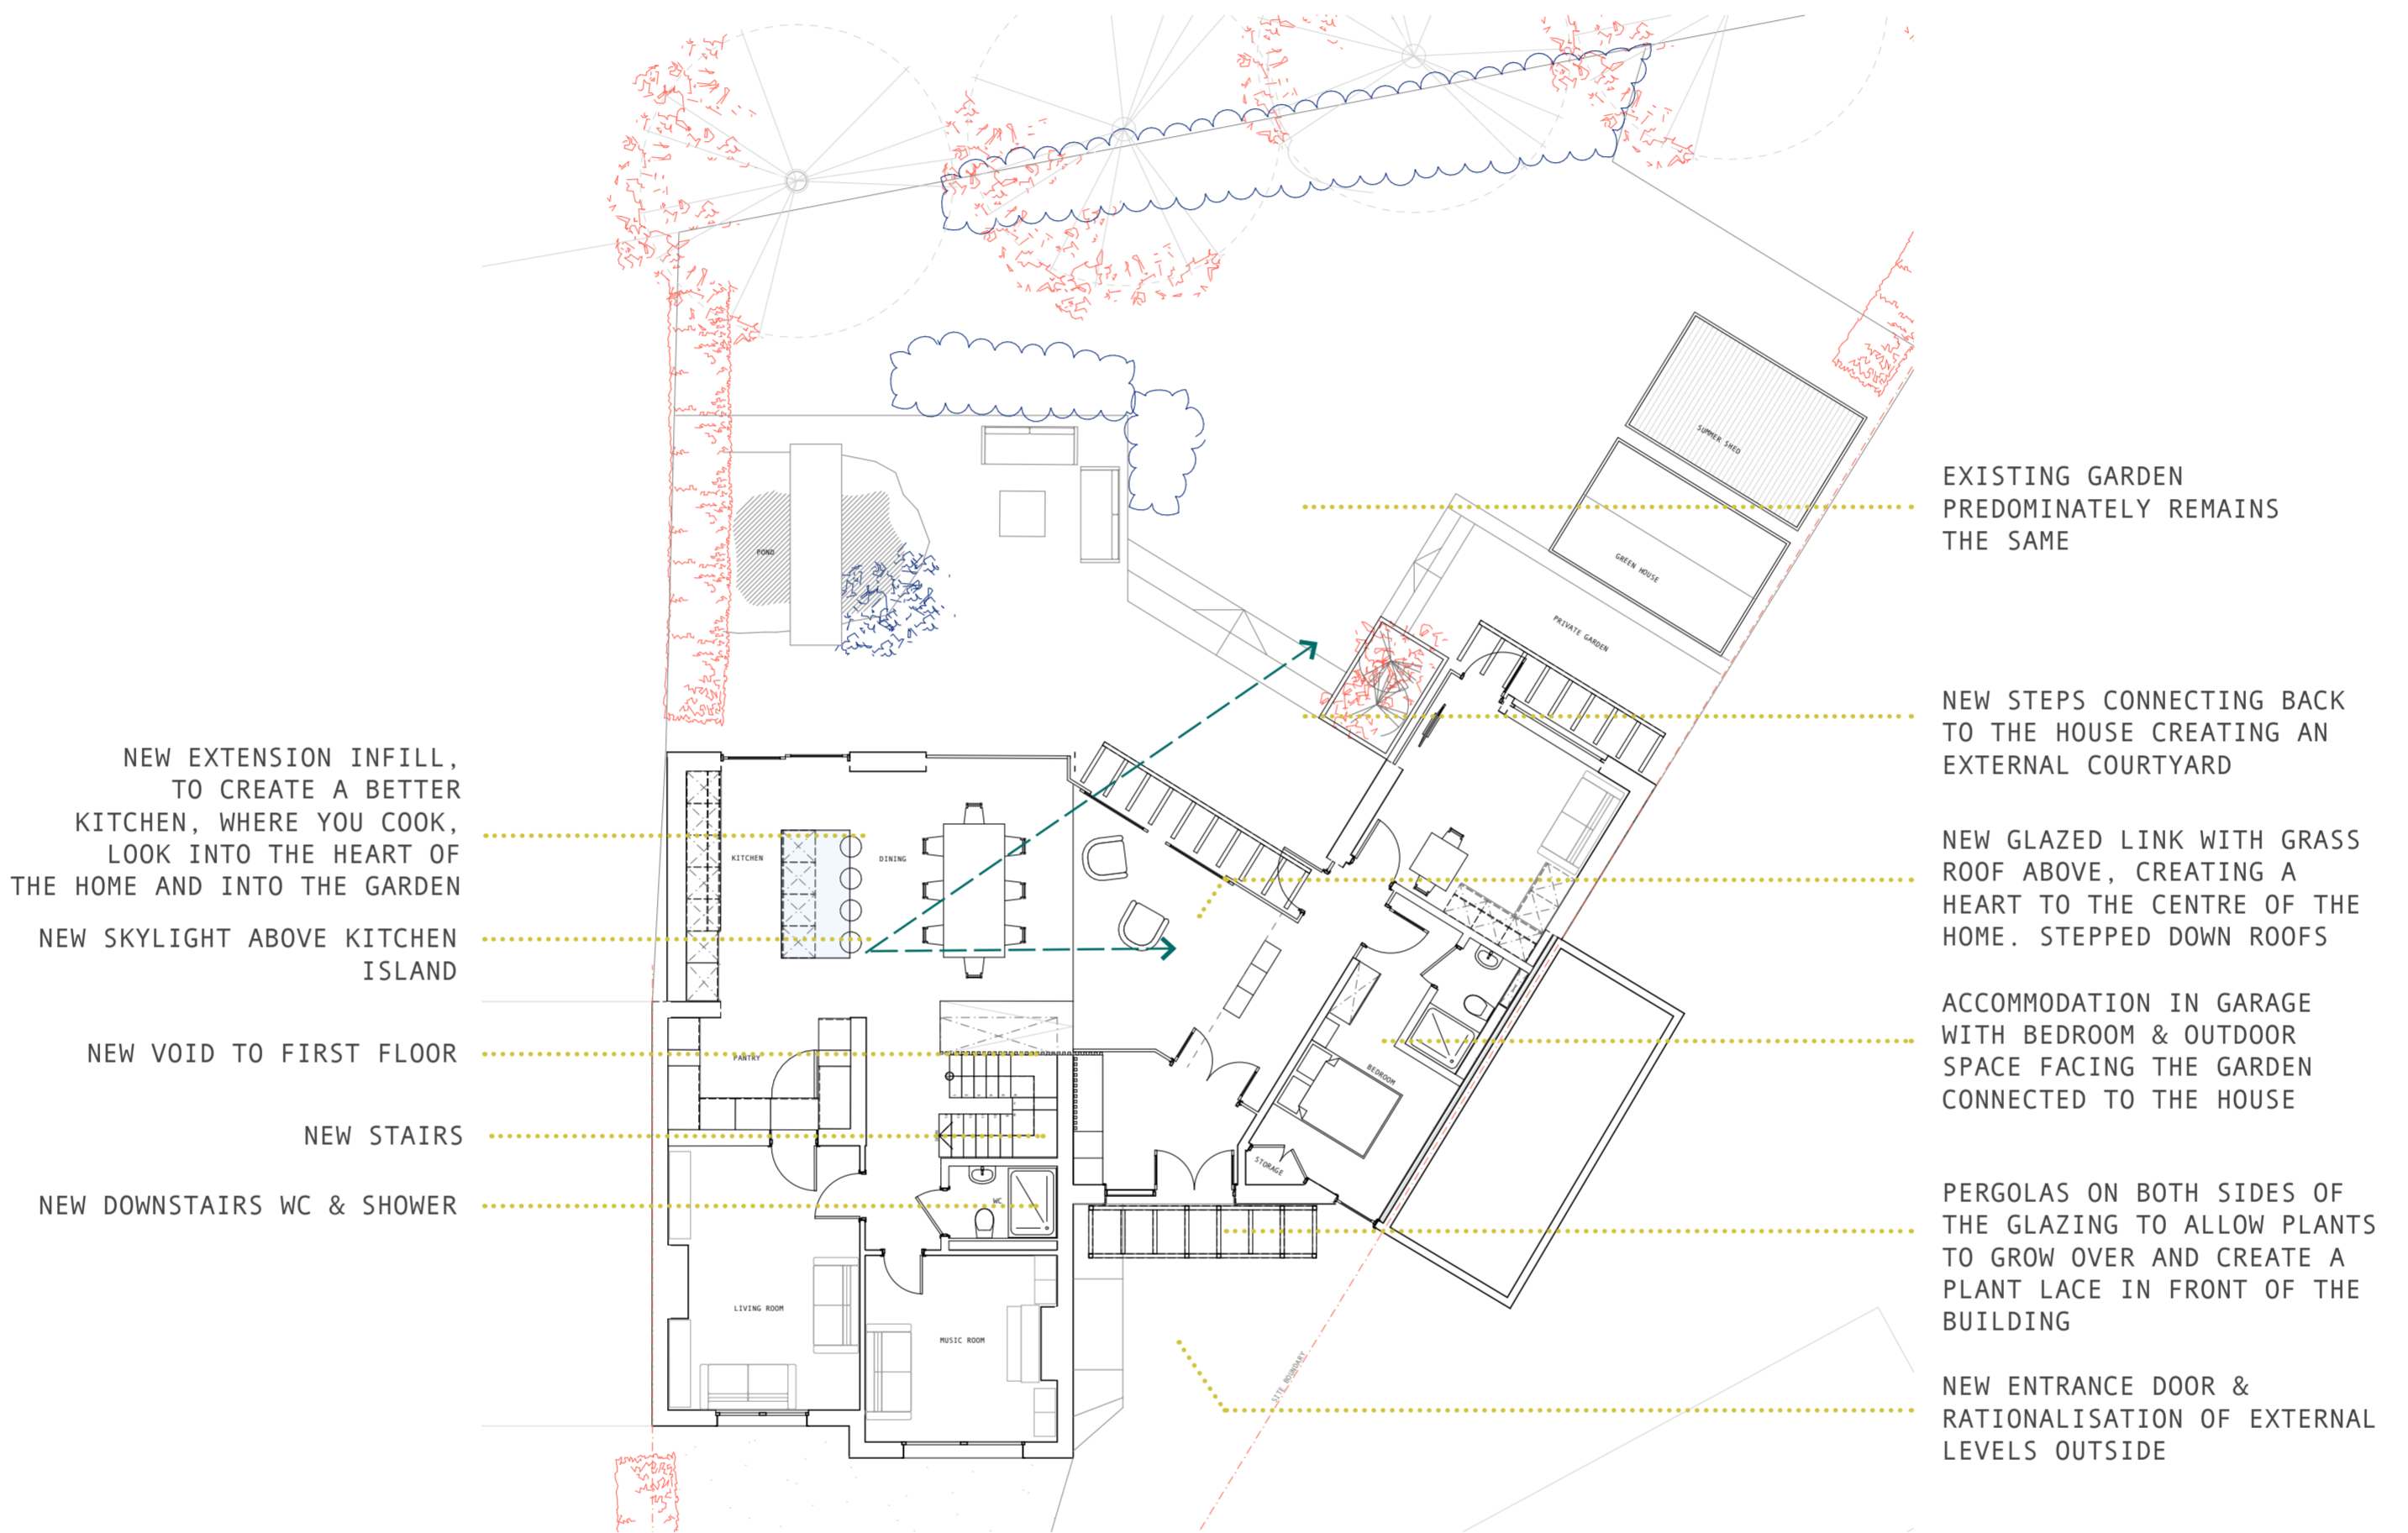 NEW EXTENSION INFILL,
TO CREATE A BETTER
KITCHEN, WHERE YOU COOK,
LOOK INTO THE HEART OF
THE HOME AND INTO THE GARDEN
NEW SKYLIGHT ABOVE KITCHEN
ISLAND
NEW VOID TO FIRST FLOOR
NEW STAIRS
NEW DOWNSTAIRS WC & SHOWER
SUMMER SHED
GREEN HOUSE
PRIVATE GARDEN
POND
KITCHEN
DINING
PANTRY
BEDROOM
STORAGE
WC
LIVING ROOM
MUSIC ROOM
SITE BOUNDARY
EXISTING GARDEN
PREDOMINATELY REMAINS
THE SAME
NEW STEPS CONNECTING BACK
TO THE HOUSE CREATING AN
EXTERNAL COURTYARD
NEW GLAZED LINK WITH GRASS
ROOF ABOVE, CREATING A
HEART TO THE CENTRE OF THE
HOME. STEPPED DOWN ROOFS
ACCOMMODATION IN GARAGE
WITH BEDROOM & OUTDOOR
SPACE FACING THE GARDEN
CONNECTED TO THE HOUSE
PERGOLAS ON BOTH SIDES OF
THE GLAZING TO ALLOW PLANTS
TO GROW OVER AND CREATE A
PLANT LACE IN FRONT OF THE
BUILDING
NEW ENTRANCE DOOR &
RATIONALISATION OF EXTERNAL
LEVELS OUTSIDE